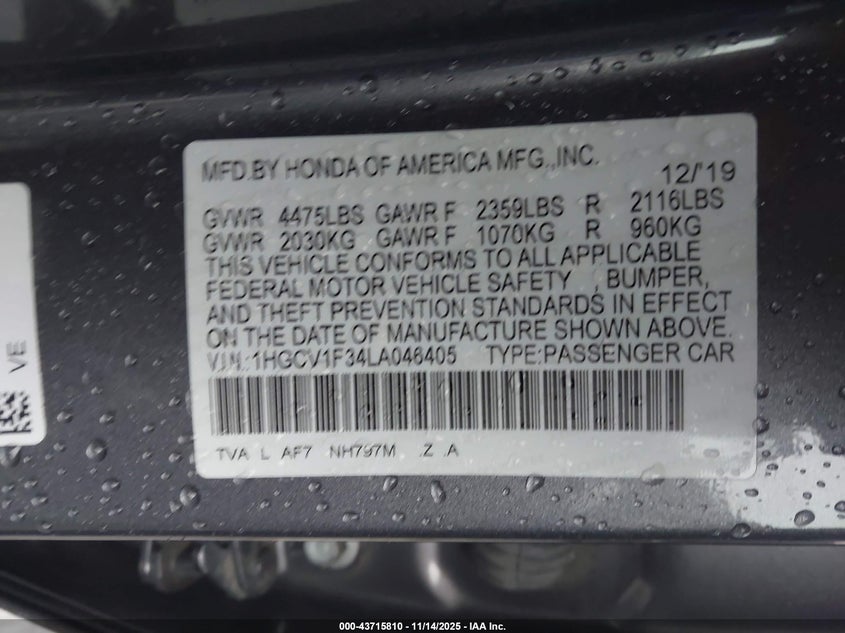 MFD.BY HONDA OF AMERICA MFG.,INC.
12/'19
GVWR 4475LBS GAWR F 2359LBS R 2116LBS
GVWR 2030KG GAWR F 1070KG R 960KG
THIS VEHICLE CONFORMS TO ALL APPLICABLE
FEDERAL MOTOR VEHICLE SAFETY , BUMPER,
AND THEFT PREVENTION STANDARDS IN EFFECT
ON THE DATE OF MANUFACTURE SHOWN ABOVE.
V.I.N.:1HGCV1F34LA046405 TYPE:PASSENGER CAR
TVA L AF7 NH797M .Z .A
VE
000-43715810 | 11/14/2025 - IAA Inc.